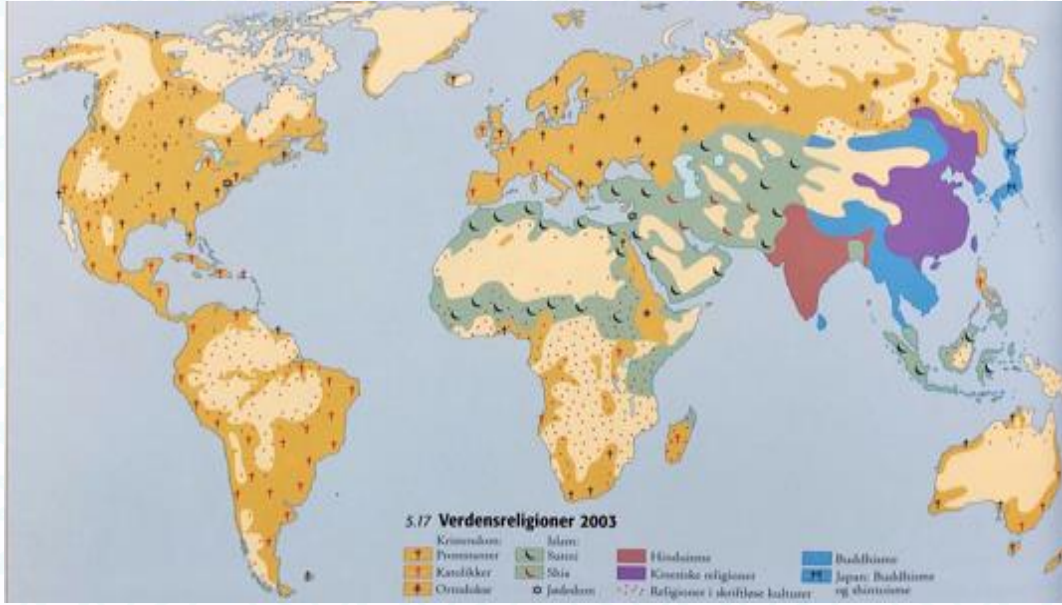 5.17 Verdensreligioner 2003
Kristendom:
Protestanter
Katolikker
Ortodokse
Islam:
Sunni
Shia
Jødedom
Hinduisme
Kinesiske religioner
Religioner i skriftløse kulturer
Buddhisme
Japan: Buddhisme
og shintoisme